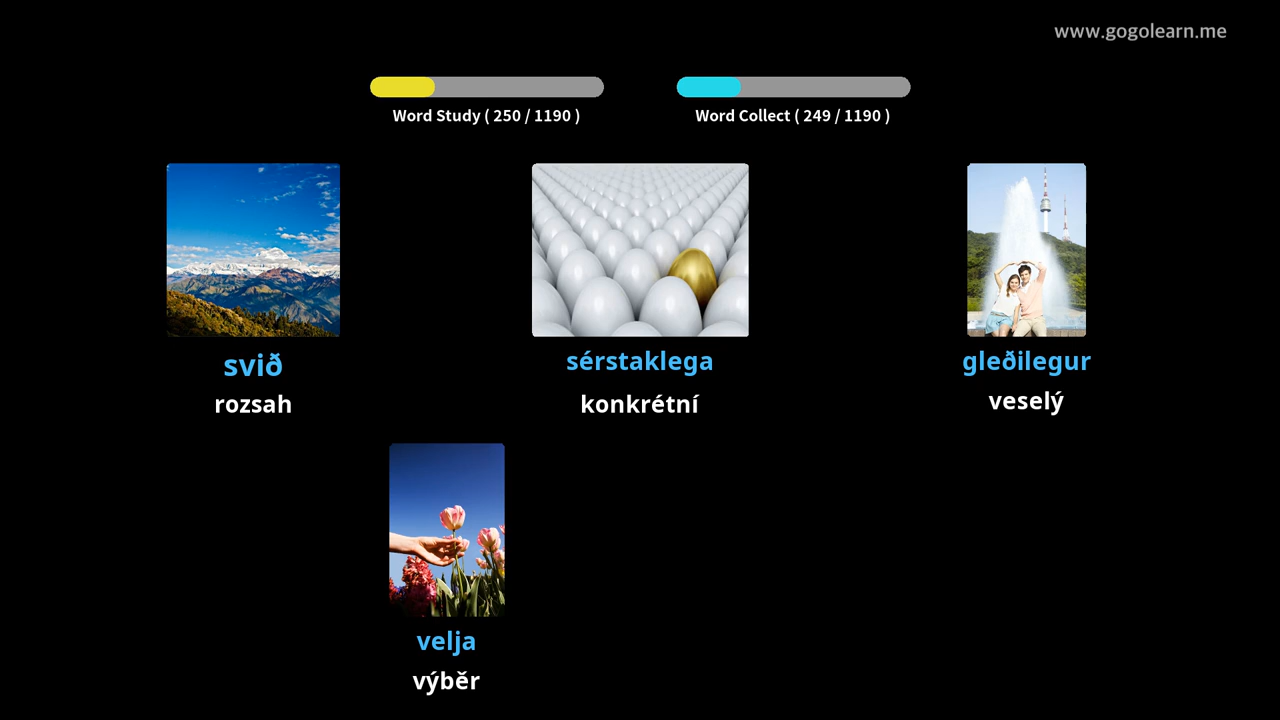 www.gogolearn.me
Word Study ( 250 / 1190 )
Word Collect ( 249 / 1190 )
svið
sérstaklega
gleðilegur
rozsah
konkrétní
veselý
velja
výběr